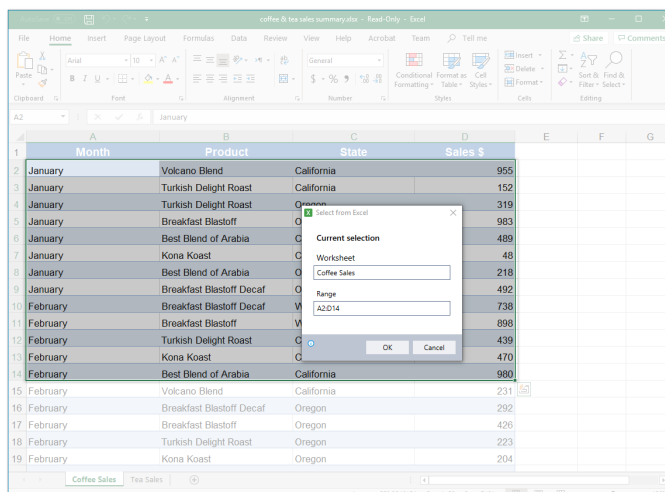 AutoSave
coffee & tea sales summary.xlsx - Read-Only - Excel
File Home Insert Page Layout Formulas Data Review View Help Acrobat Team Tell me Share Comments
Paste
Arial 10 A A
B I U A
General
$ % 9
Conditional Formatting Format as Table Cell Styles
Insert
Delete
Format
Sort & Filter Find & Select
Clipboard Font Alignment Number Styles Cells Editing
A2 January
A B C D E F G
1 Month Product State Sales $
2 January Volcano Blend California 955
3 January Turkish Delight Roast California 152
4 January Turkish Delight Roast Oregon 319
5 January Breakfast Blastoff O 983
6 January Best Blend of Arabia C 489
7 January Kona Koast C 48
8 January Best Blend of Arabia O 218
9 January Breakfast Blastoff Decaf O 492
10 February Breakfast Blastoff Decaf W 738
11 February Breakfast Blastoff W 898
12 February Turkish Delight Roast C 439
13 February Kona Koast C 470
14 February Best Blend of Arabia California 980
15 February Volcano Blend California 231
16 February Breakfast Blastoff Decaf Oregon 292
17 February Breakfast Blastoff Oregon 426
18 February Turkish Delight Roast Oregon 223
19 February Kona Koast Oregon 204
Select from Excel
Current selection
Worksheet
Coffee Sales
Range
A2:D14
OK Cancel
Coffee Sales Tea Sales